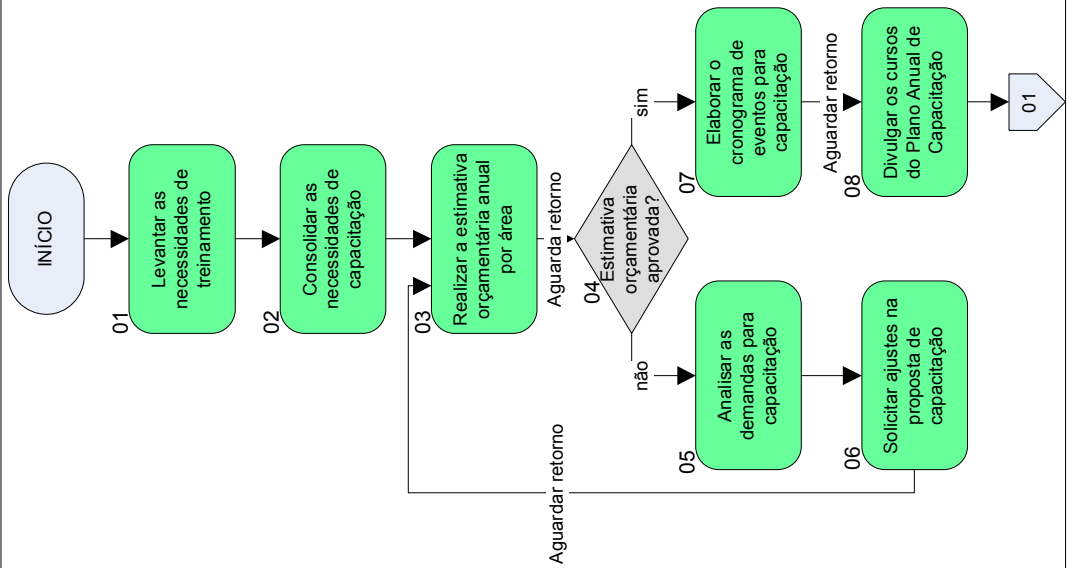 INÍCIO
01
Levantar as
necessidades de
treinamento
02
Consolidar as
necessidades de
capacitação
03
Realizar a estimativa
orçamentária anual
por área
Aguarda retorno
04
Estimativa
orçamentária
aprovada?
não
sim
05
Analisar as
demandas para
capacitação
06
Solicitar ajustes na
proposta de
capacitação
Aguardar retorno
07
Elaborar o
cronograma de
eventos para
capacitação
Aguardar retorno
08
Divulgar os cursos
do Plano Anual de
Capacitação
01